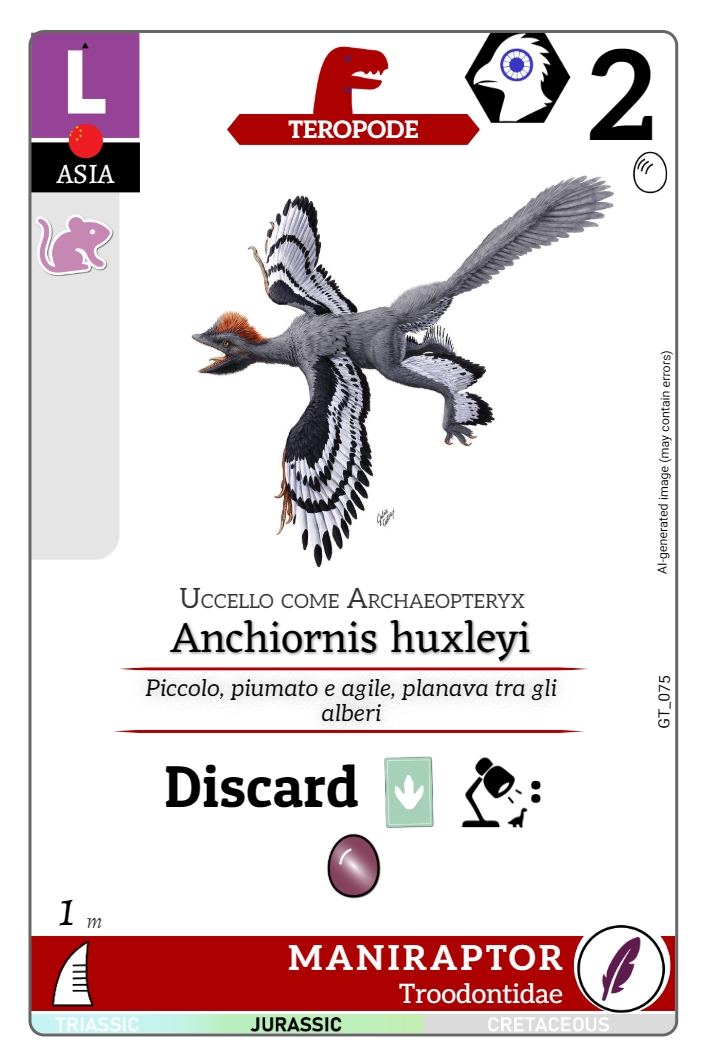 L
2
TEROPODE
ASIA
AI-generated image (may contain errors)
UCCELLO COME ARCHAEOPTERYX
Anchiornis huxleyi
Piccolo, piumato e agile, planava tra gli
alberi
GT_075
Discard :
1 m
MANIRAPTOR
Troodontidae
TRIASSIC JURASSIC CRETACEOUS